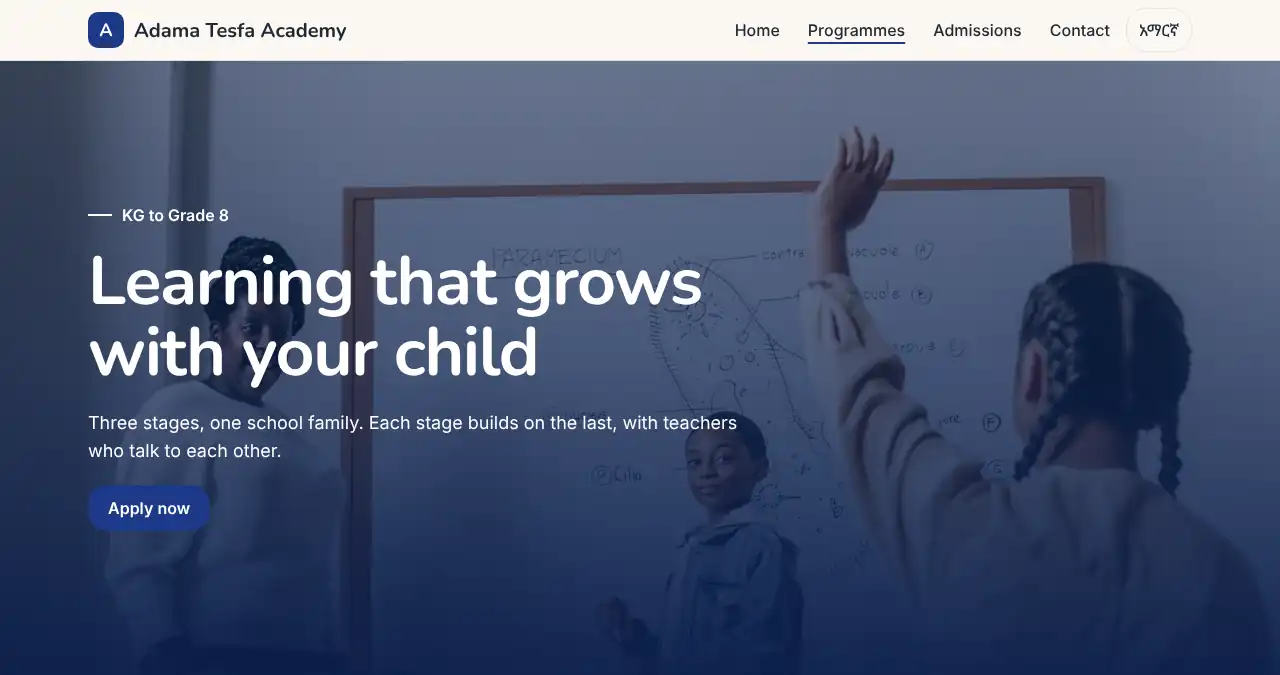 A Adama Tesfa Academy
Home Programmes Admissions Contact አማርኛ
KG to Grade 8
PARAMECIUM
Learning that grows
with your child
Three stages, one school family. Each stage builds on the last, with teachers
who talk to each other.
Cilia
Apply now